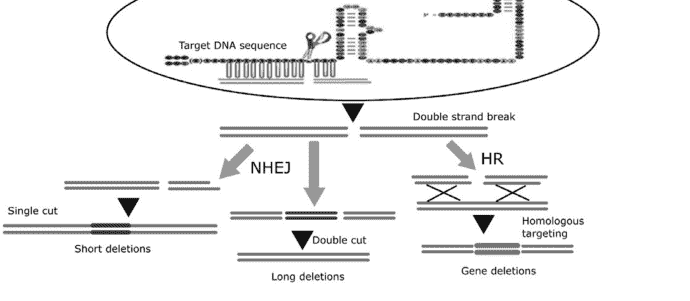 Target DNA sequence
Double strand break
NHEJ
HR
Single cut
Short deletions
Double cut
Long deletions
Homologous
targeting
Gene deletions